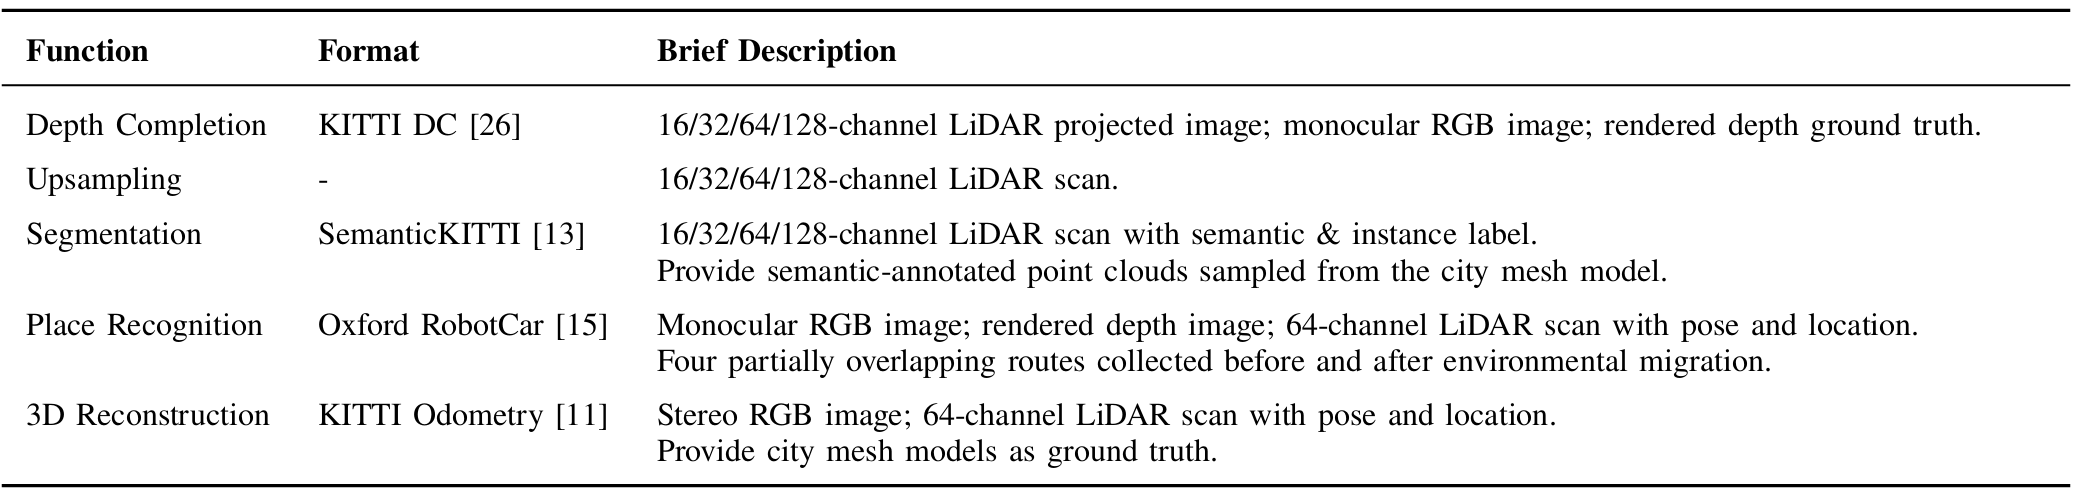 Function Format Brief Description
Depth Completion KITTI DC [26] 16/32/64/128-channel LiDAR projected image; monocular RGB image; rendered depth ground truth.
Upsampling - 16/32/64/128-channel LiDAR scan.
Segmentation SemanticKITTI [13] 16/32/64/128-channel LiDAR scan with semantic & instance label.
Provide semantic-annotated point clouds sampled from the city mesh model.
Place Recognition Oxford RobotCar [15] Monocular RGB image; rendered depth image; 64-channel LiDAR scan with pose and location.
Four partially overlapping routes collected before and after environmental migration.
3D Reconstruction KITTI Odometry [11] Stereo RGB image; 64-channel LiDAR scan with pose and location.
Provide city mesh models as ground truth.